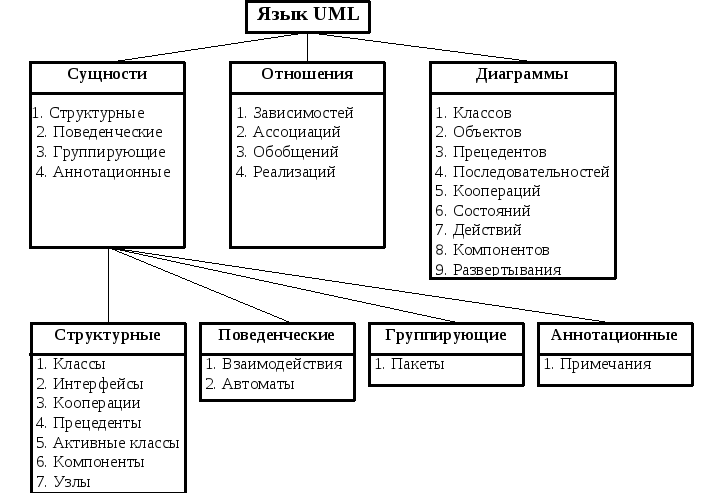 Язык UML
Сущности
1. Структурные
2. Поведенческие
3. Группирующие
4. Аннотационные
Отношения
1. Зависимостей
2. Ассоциаций
3. Обобщений
4. Реализаций
Диаграммы
1. Классов
2. Объектов
3. Прецедентов
4. Последовательностей
5. Коопераций
6. Состояний
7. Действий
8. Компонентов
9. Развертывания
Структурные
1. Классы
2. Интерфейсы
3. Кооперации
4. Прецеденты
5. Активные классы
6. Компоненты
7. Узлы
Поведенческие
1. Взаимодействия
2. Автоматы
Группирующие
1. Пакеты
Аннотационные
1. Примечания